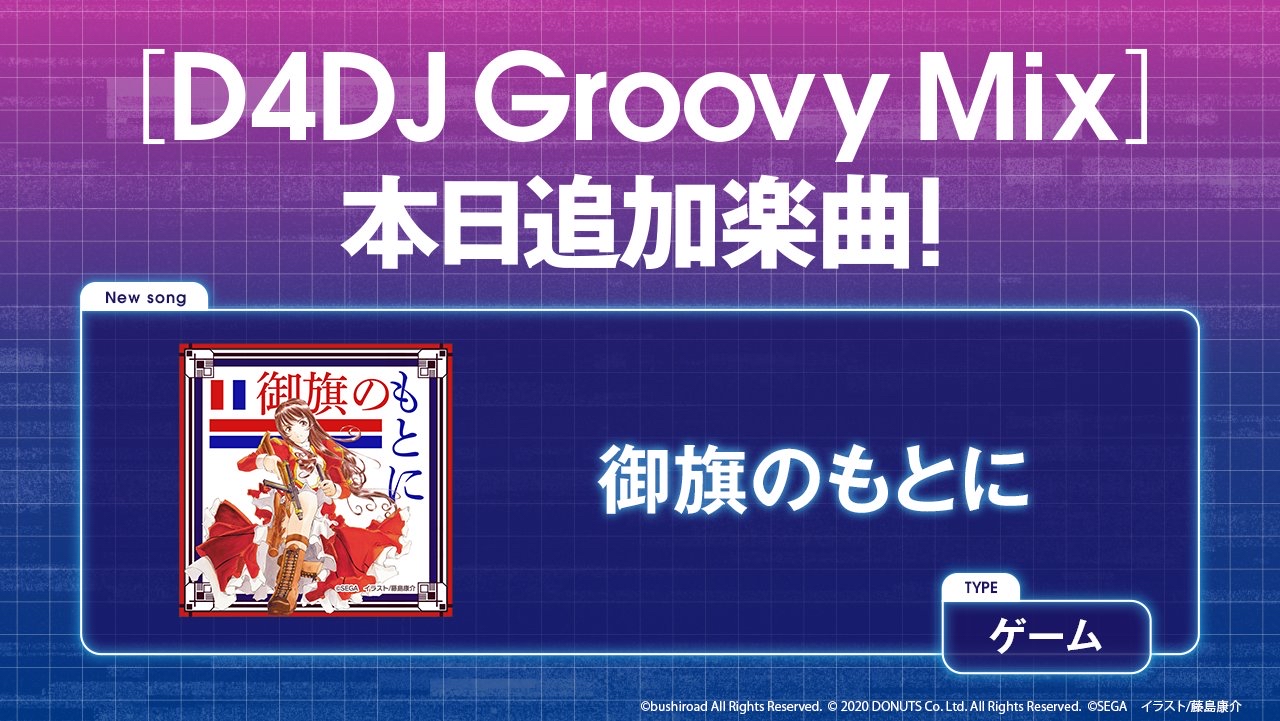 [D4DJ Groovy Mix]
本日追加楽曲!
New song
御旗のもとに
©SEGA イラスト/藤島康介
御旗のもとに
TYPE
ゲーム
©bushiroad All Rights Reserved. © 2020 DONUTS Co. Ltd. All Rights Reserved. ©SEGA イラスト/藤島康介